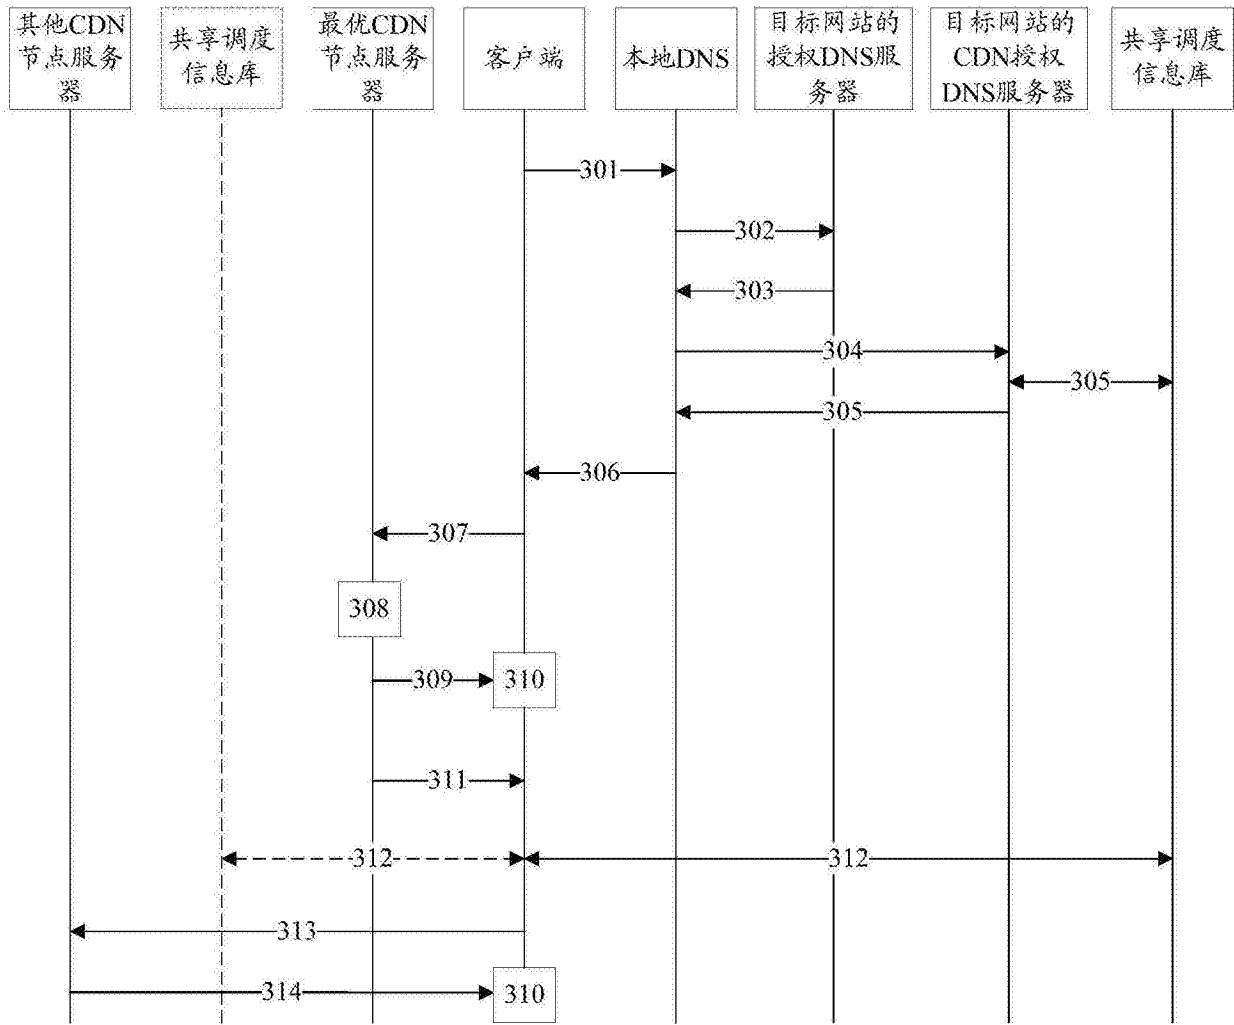 其他CDN
节点服务
器
共享调度
信息库
最优CDN
节点服务
器
客户端
本地DNS
目标网站的
授权DNS服
务器
目标网站的
CDN授权
DNS服务器
共享调度
信息库
301
302
303
304
305
305
306
307
308
309
310
311
312
312
313
314
310